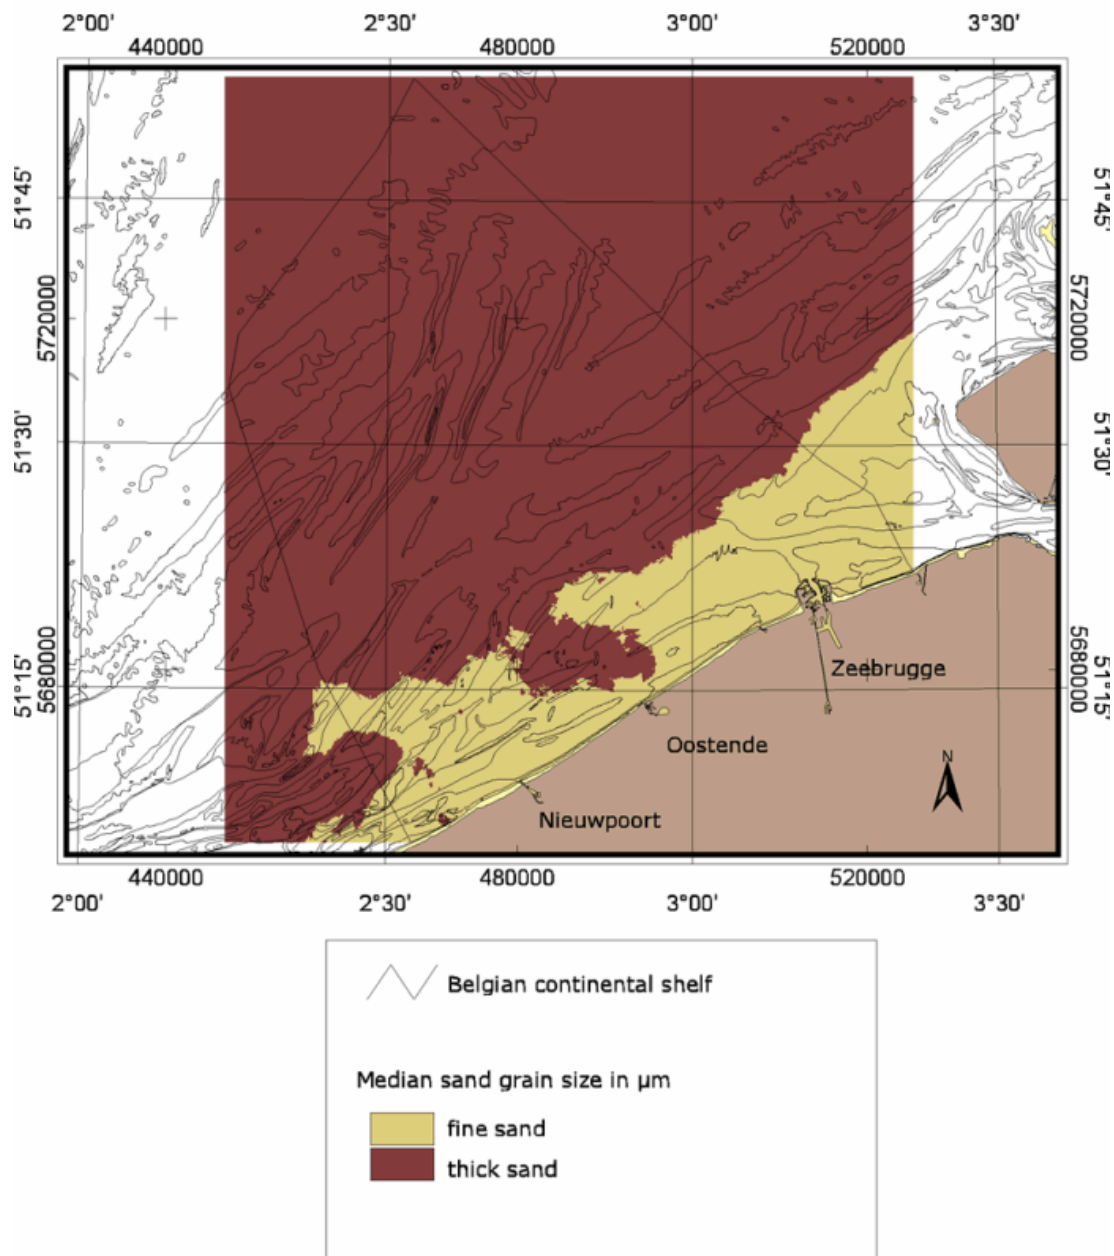 2°00' 2°30' 3°00' 3°30'
440000 480000 520000
51°45' 51°45'
5720000 5720000
51°30' 51°30'
5680000 5680000
51°15' 51°15'
Zeebrugge
Oostende
N
Nieuwpoort
440000 480000 520000
2°00' 2°30' 3°00' 3°30'
Belgian continental shelf
Median sand grain size in µm
fine sand
thick sand